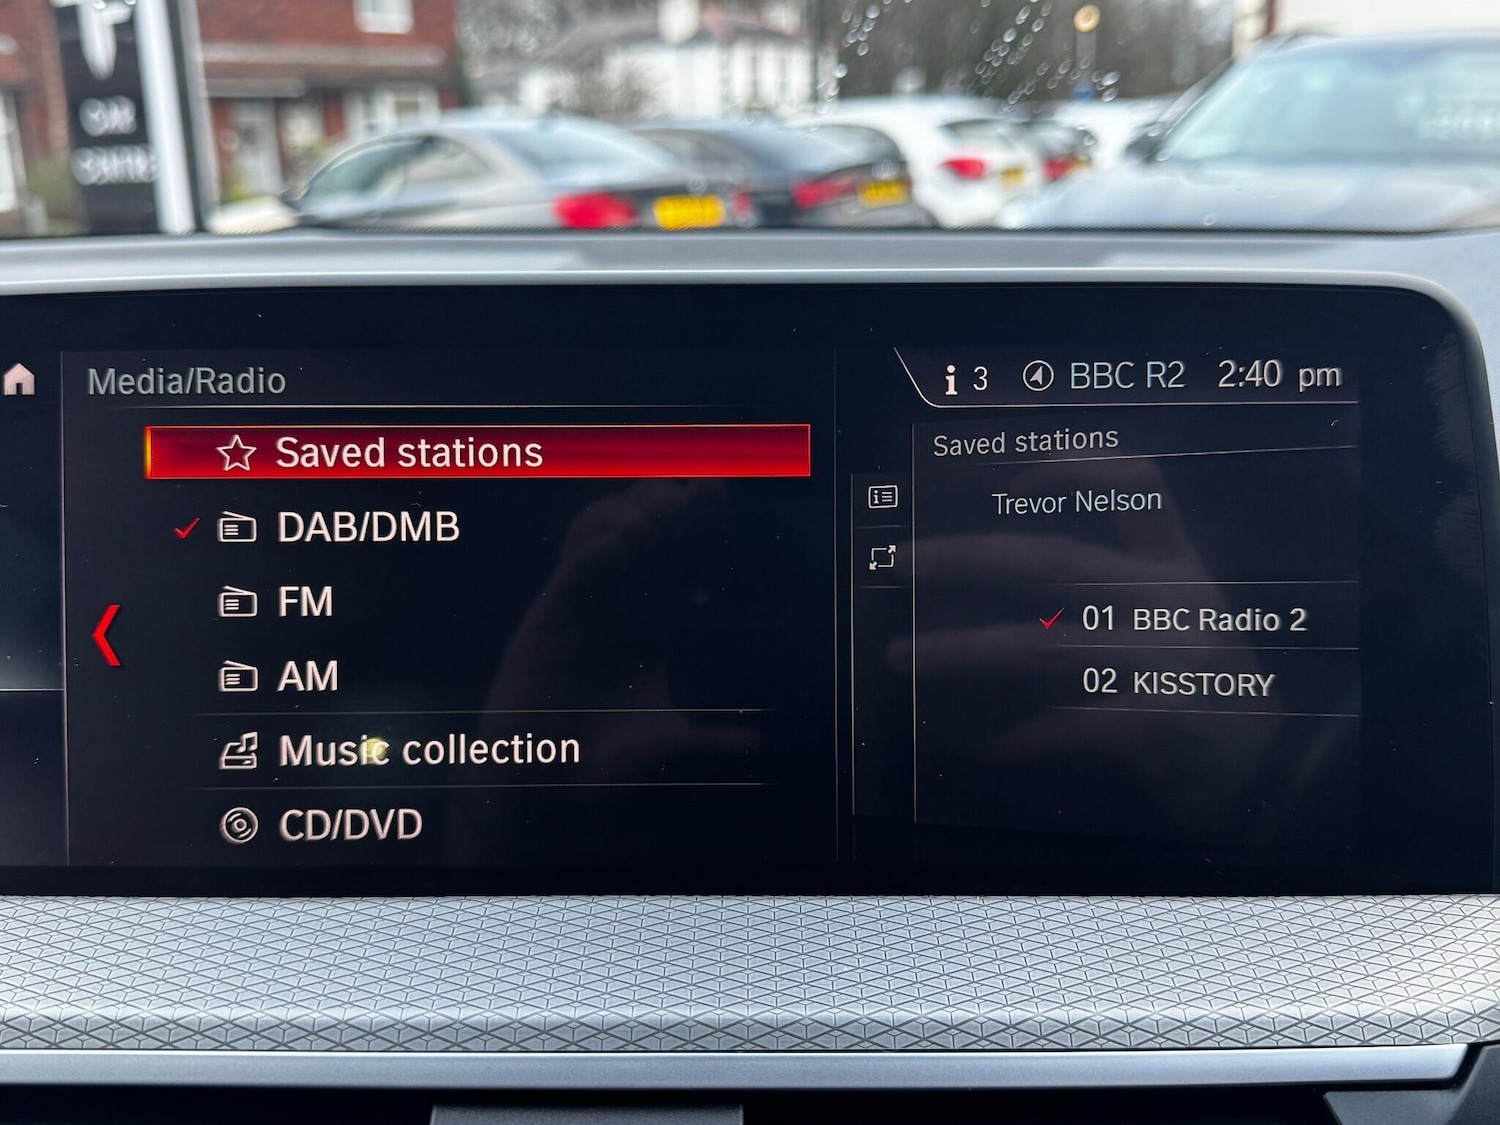 Media/Radio
Saved stations
DAB/DMB
FM
AM
Music collection
CD/DVD
3 BBC R2 2:40 pm
Saved stations
Trevor Nelson
01 BBC Radio 2
02 KISSTORY